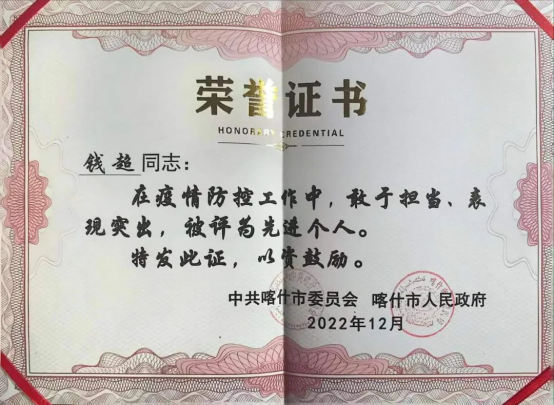 荣誉证书
HONORARY CREDENTIAL
钱超同志：
在疫情防控工作中，敢于担当、表
现突出，被评为先进个人。
特发此证，以资鼓励。
中共喀什市委员会 喀什市人民政府
2022年12月